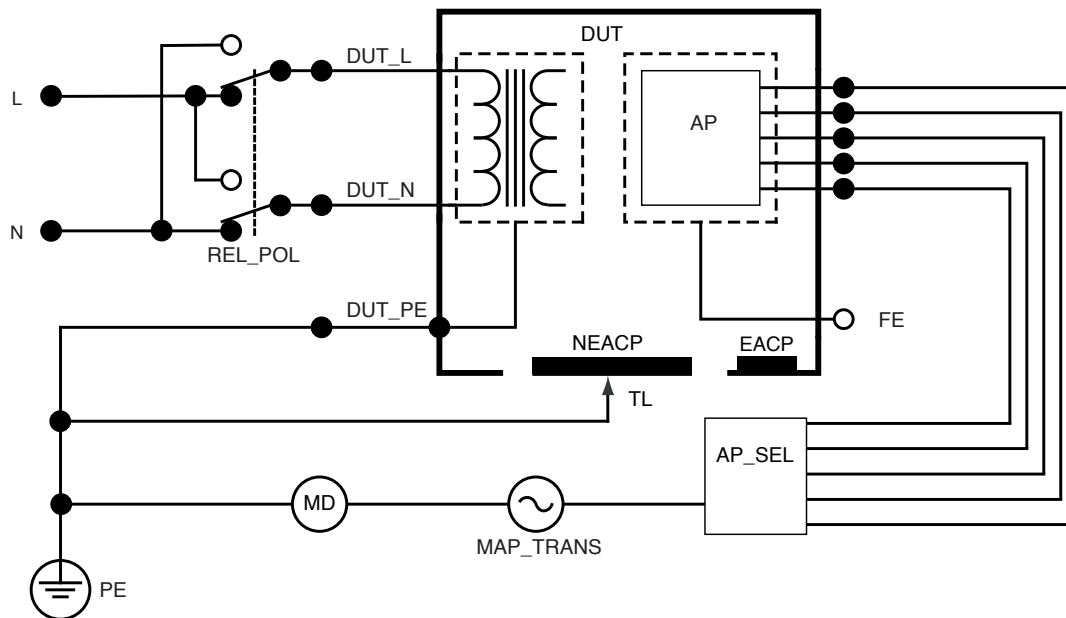 DUT
DUT_L
L
AP
DUT_N
N
REL_POL
DUT_PE
FE
NEACP
EACP
TL
AP_SEL
MD
MAP_TRANS
PE